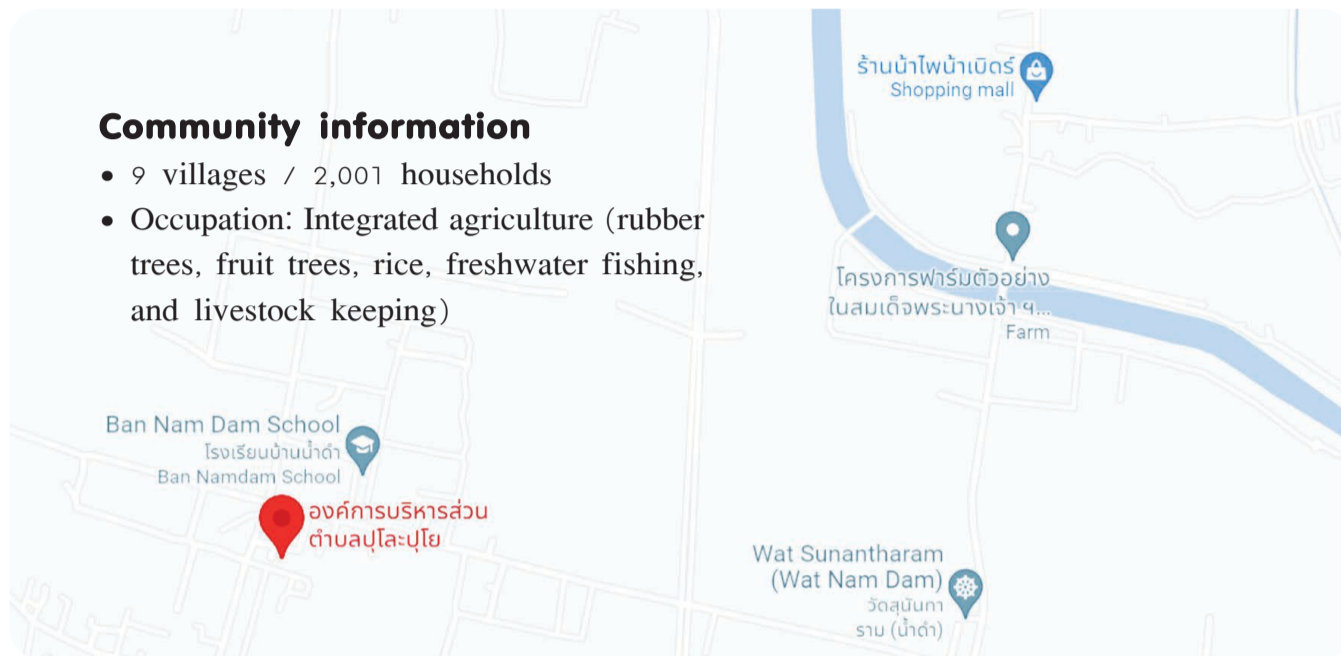 Community information
• 9 villages / 2,001 households
• Occupation: Integrated agriculture (rubber
trees, fruit trees, rice, freshwater fishing,
and livestock keeping)
ร้านน้าไพน้าเบิดร์
Shopping mall
โครงการฟาร์มตัวอย่าง
ในสมเด็จพระนางเจ้า ฯ...
Farm
Ban Nam Dam School
โรงเรียนบ้านน้ำดำ
Ban Namdam School
องค์การบริหารส่วน
ตำบลปุโละปุโย
Wat Sunantharam
(Wat Nam Dam)
วัดสุนันทา
ราม (น้ำดำ)